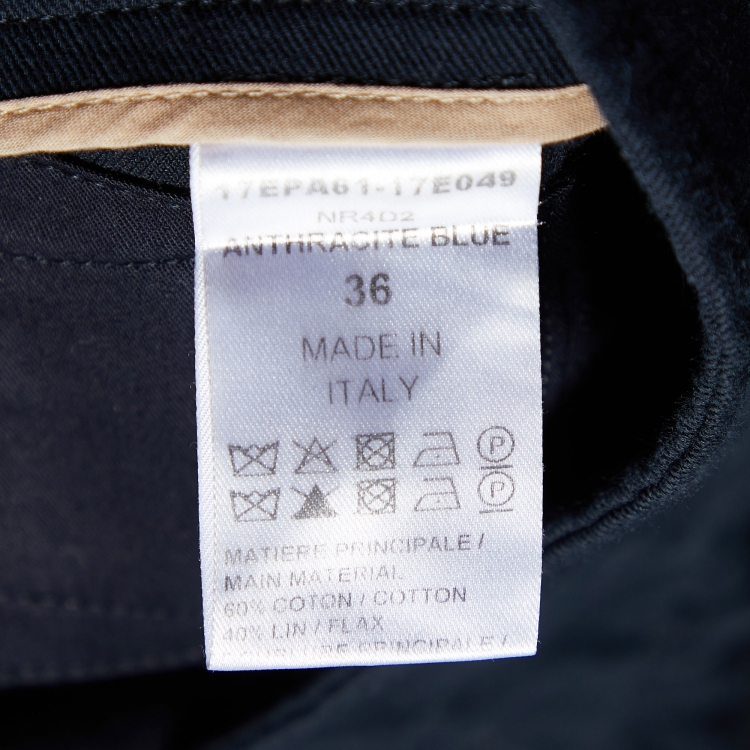 17EPA61-17E049
NR4D2
ANTHRACITE BLUE
36
MADE IN
ITALY
P
P
MATIERE PRINCIPALE /
MAIN MATERIAL
60% COTON / COTTON
40% LIN / FLAX
PRINCIPALE /